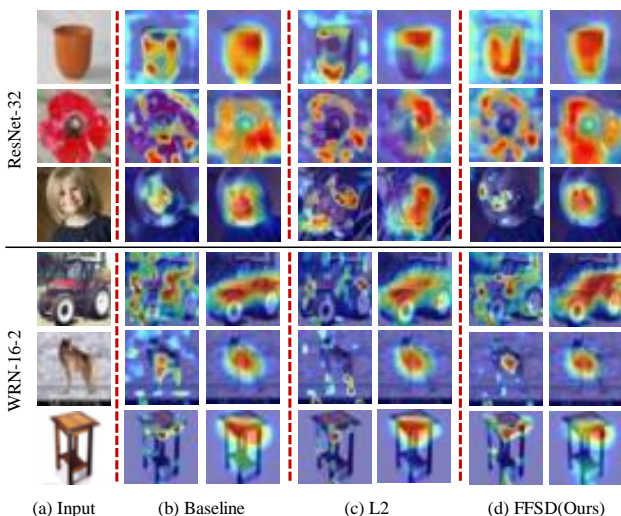 ResNet-32
WRN-16-2
(a) Input
(b) Baseline
(c) L2
(d) FFSD(Ours)